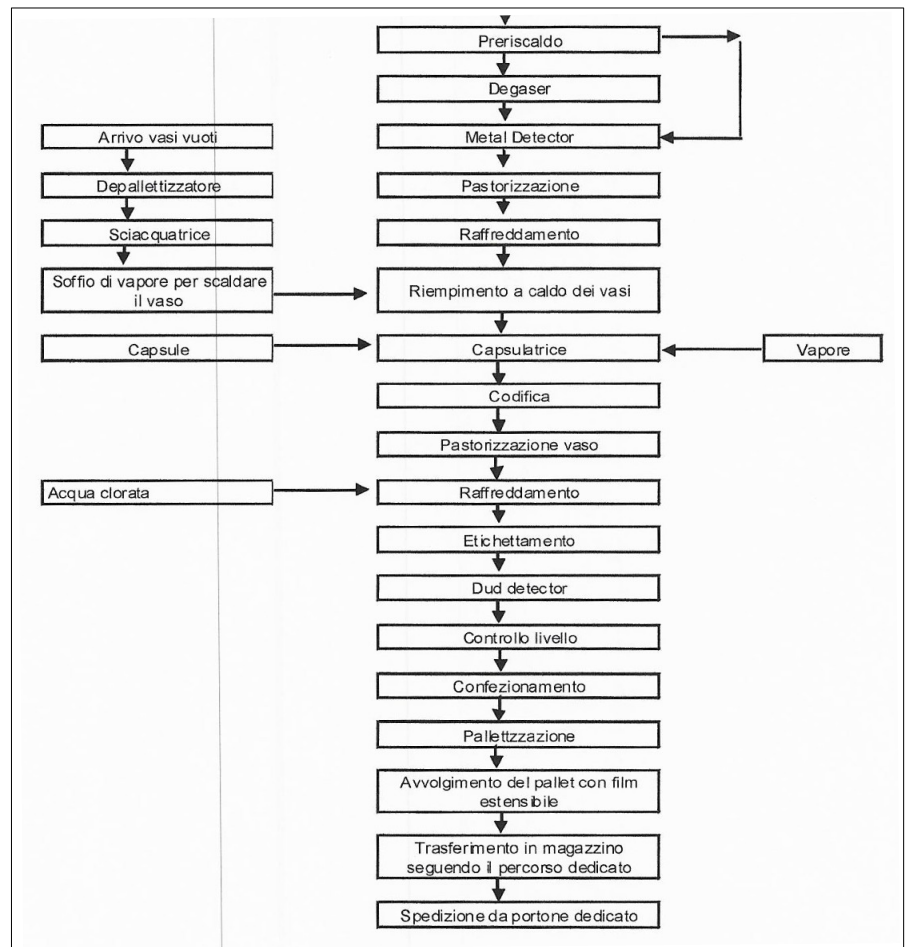 Preriscaldo
Degaser
Arrivo vasi vuoti
Metal Detector
Depallettizzatore
Pastorizzazione
Sciacquatrice
Raffreddamento
Soffio di vapore per scaldare
il vaso
Riempimento a caldo dei vasi
Capsule
Capsulatrice
Vapore
Codifica
Pastorizzazione vaso
Acqua clorata
Raffreddamento
Etichettamento
Dud detector
Controllo livello
Confezionamento
Pallettzzazione
Avvolgimento del pallet con film
estensibile
Trasferimento in magazzino
seguendo il percorso dedicato
Spedizione da portone dedicato